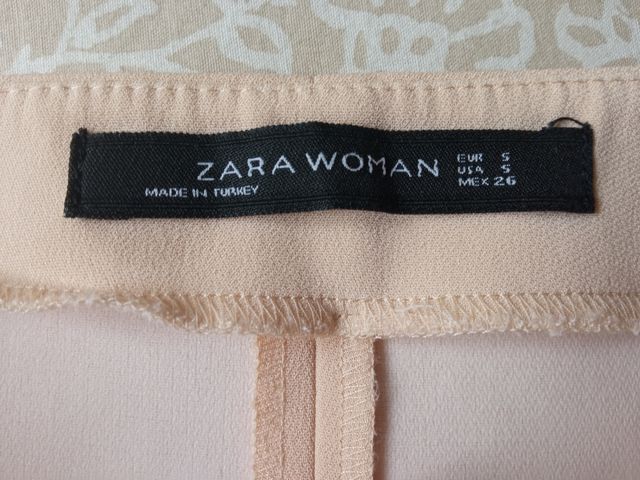 ZARA WOMAN
MADE IN TURKEY
EUR S
USA S
MEX 26